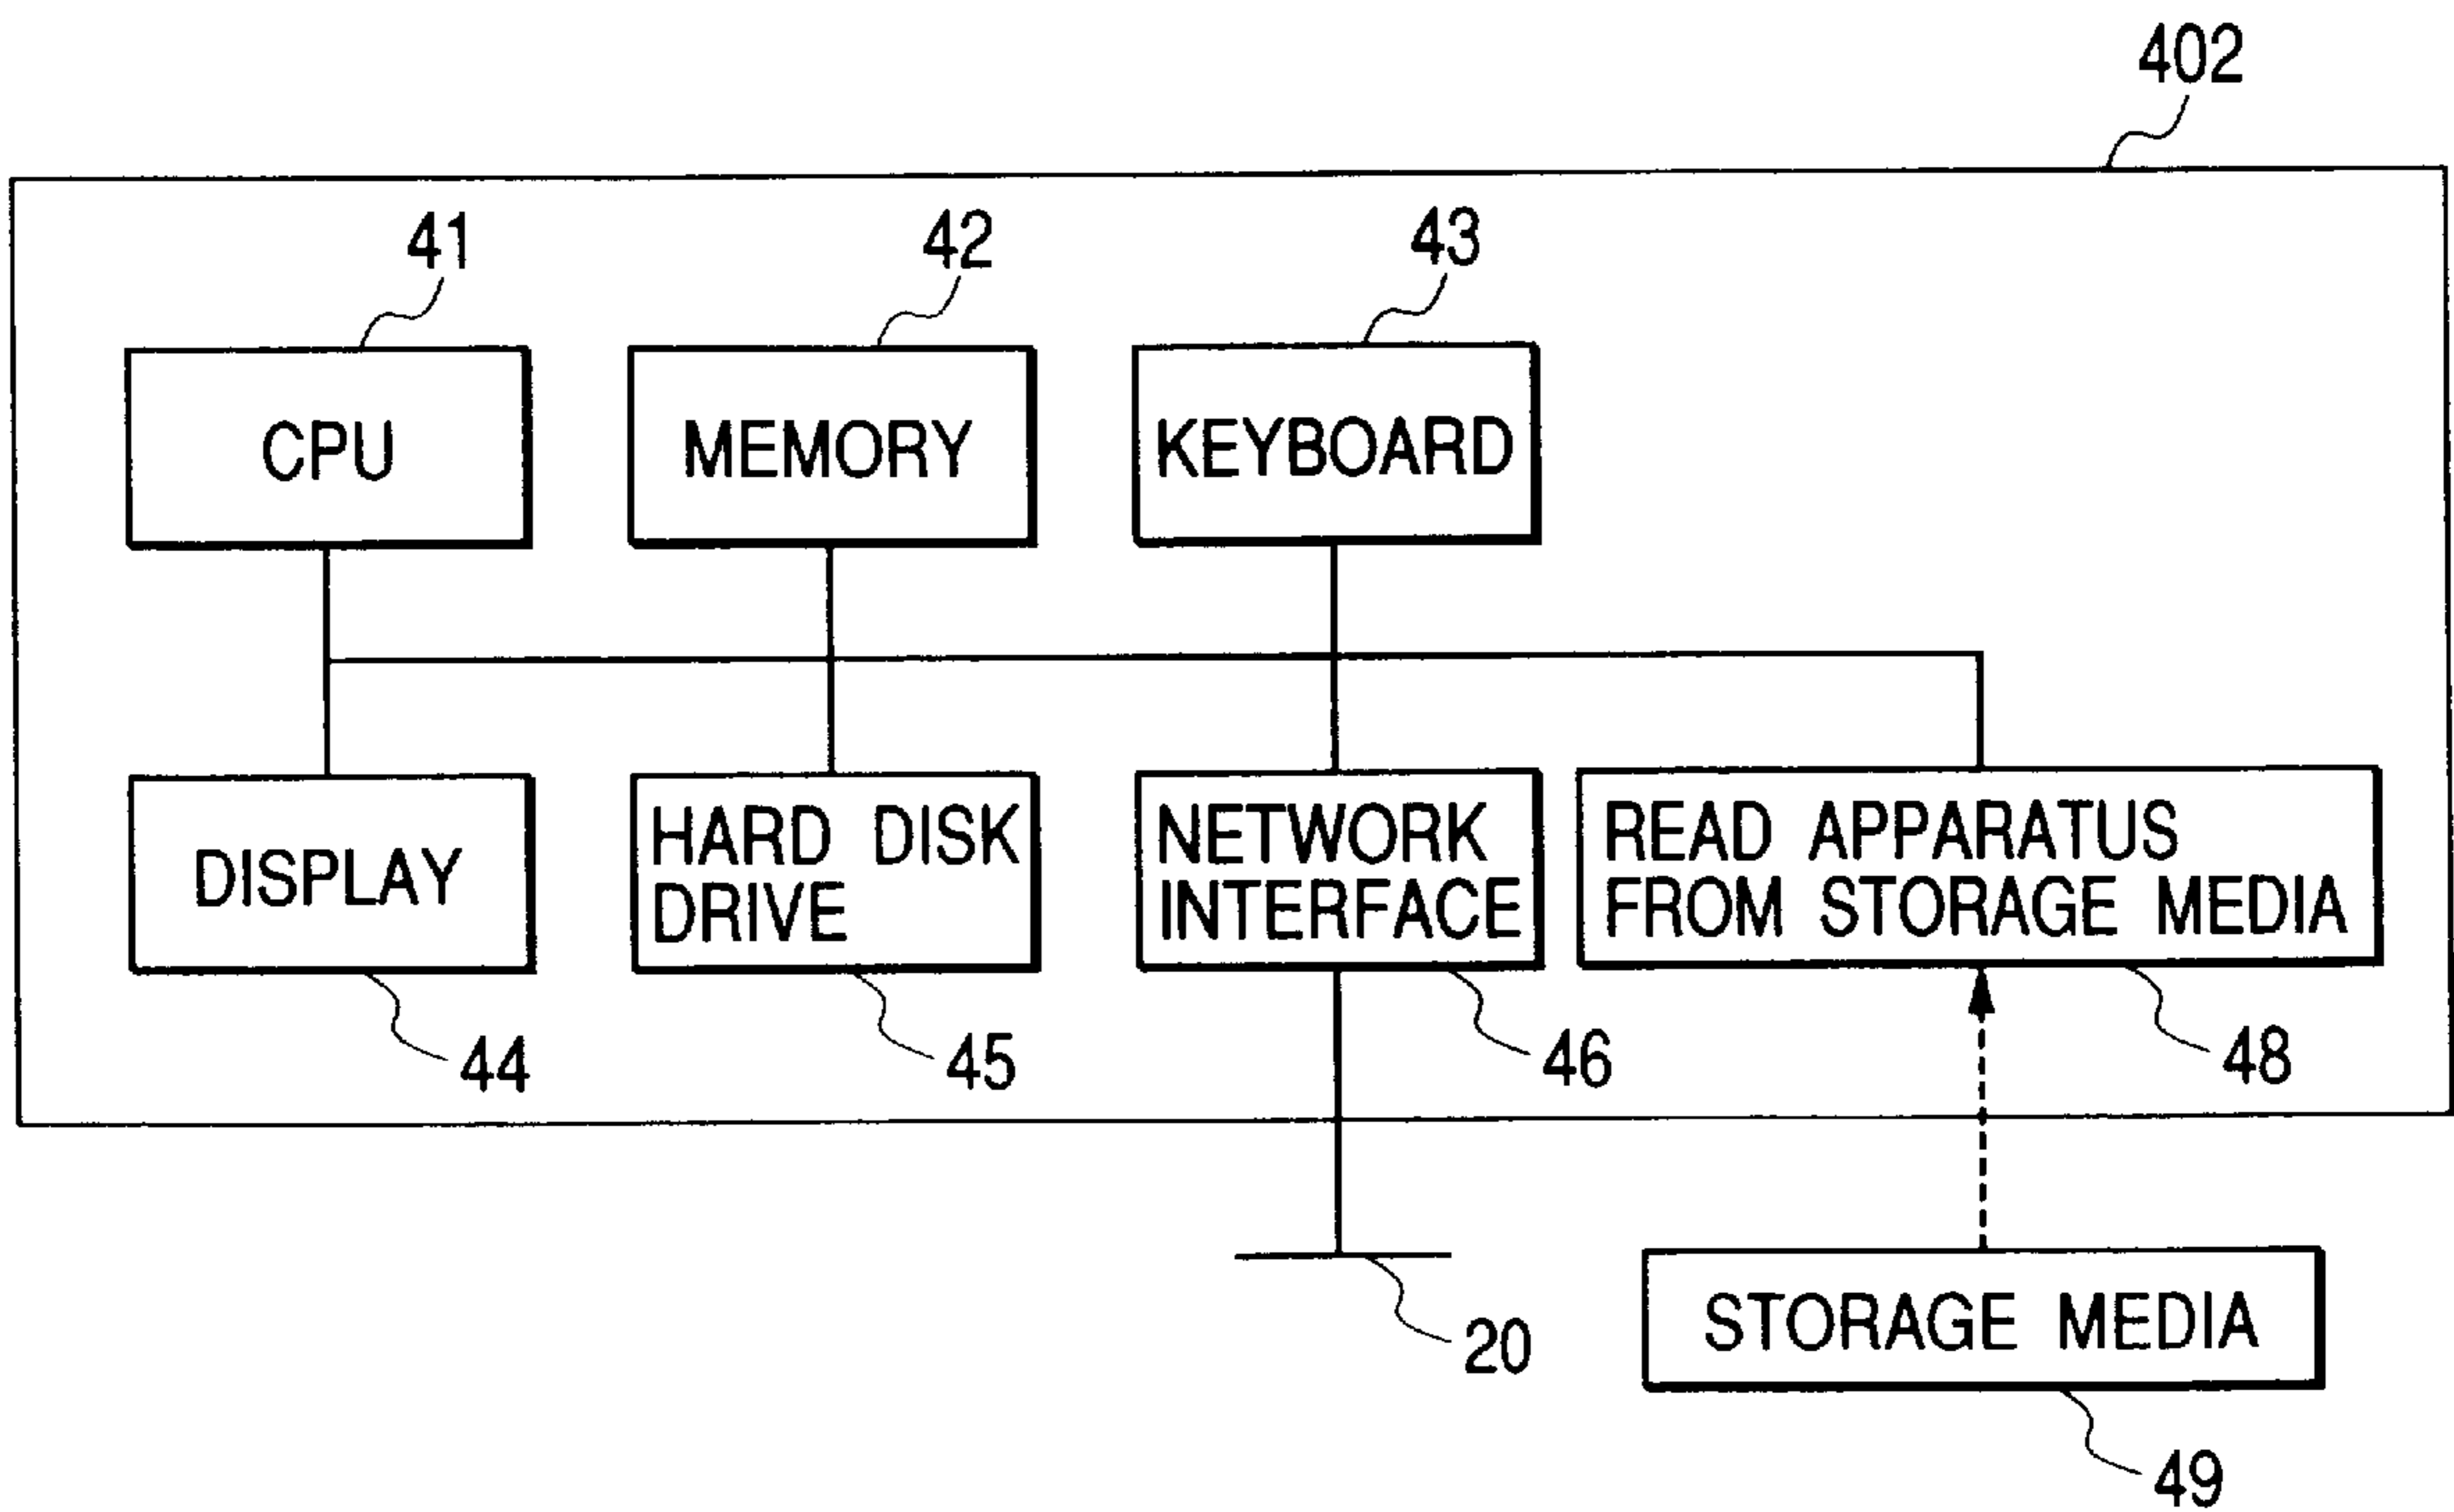 402
41
42
43
CPU
MEMORY
KEYBOARD
DISPLAY
HARD DISK
DRIVE
NETWORK
INTERFACE
READ APPARATUS
FROM STORAGE MEDIA
44
45
46
48
20
STORAGE MEDIA
49